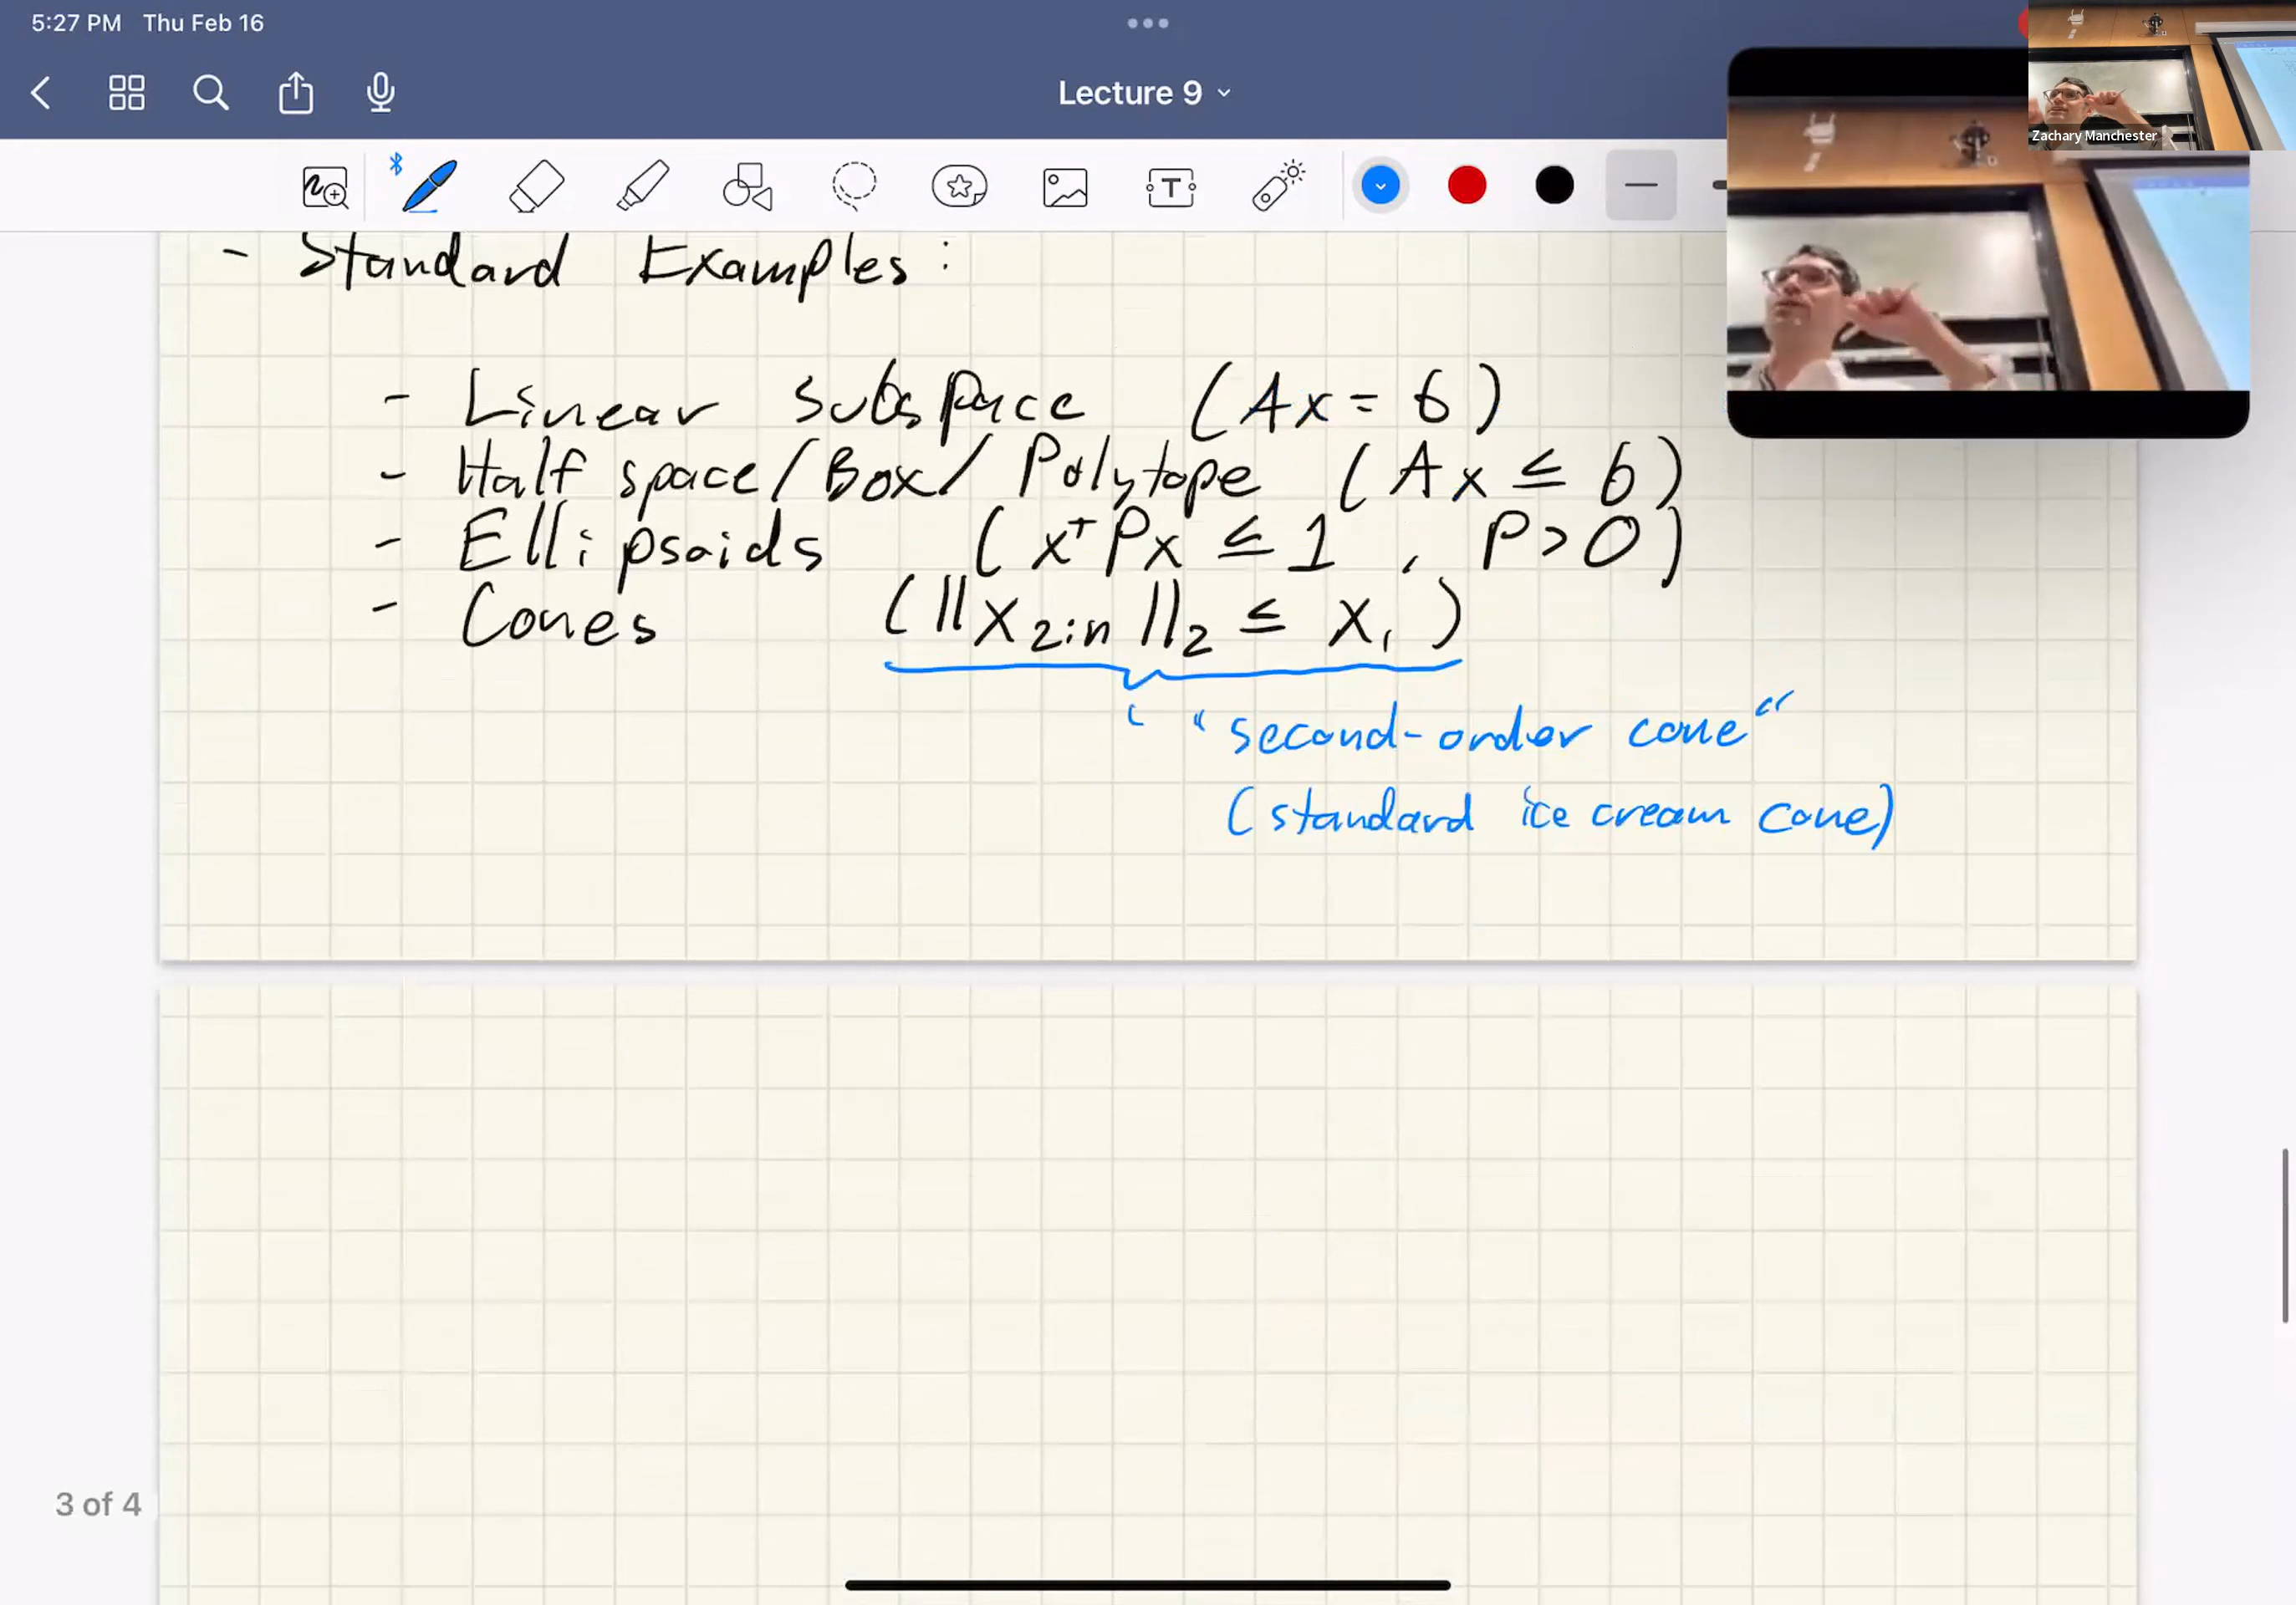 5:27 PM Thu Feb 16
Lecture 9
Zachary Manchester
T
- Standard Examples:
- Linear subspace (Ax = b)
- Half space/Box/Polytope (Ax ≤ b)
- Ellipsoids (xᵀPx ≤ 1, P>0)
- Cones (||x₂:ₙ||₂ ≤ x₁)
"second-order cone"
(standard ice cream cone)
3 of 4